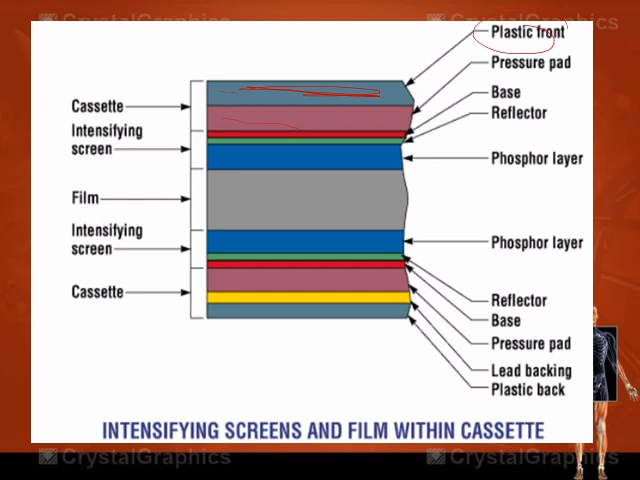 CrystalGraphics
CrystalGraphics
Plastic front
Pressure pad
Base
Reflector
Phosphor layer
Cassette
Intensifying
screen
Film
Intensifying
screen
Cassette
Phosphor layer
Reflector
Base
Pressure pad
Lead backing
Plastic back
INTENSIFYING SCREENS AND FILM WITHIN CASSETTE
CrystalGraphics
CrystalGraphics